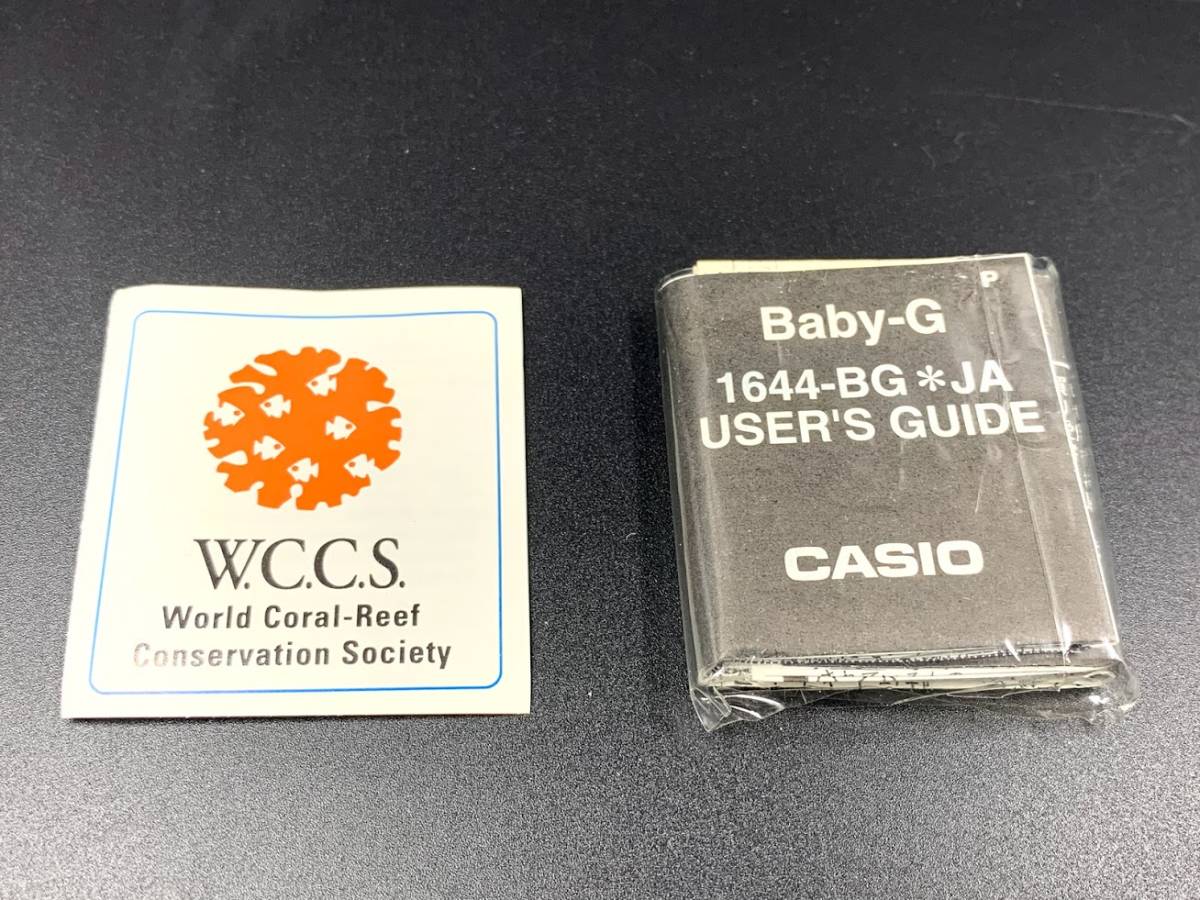 W.C.C.S.
World Coral-Reef
Conservation Society
P
Baby-G
1644-BG*JA
USER'S GUIDE
CASIO